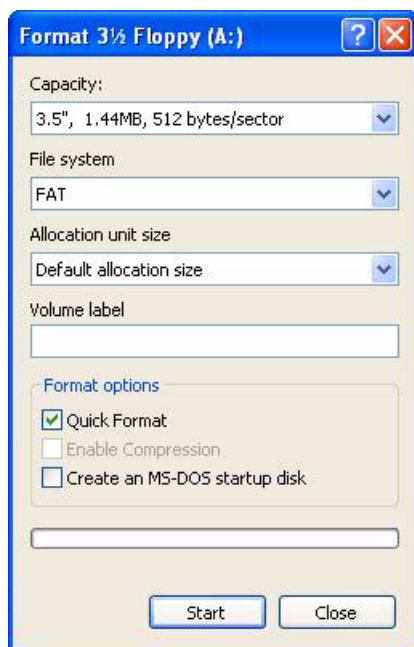 Format 3½ Floppy (A:)
Capacity:
3.5", 1.44MB, 512 bytes/sector
File system
FAT
Allocation unit size
Default allocation size
Volume label
Format options
Quick Format
Enable Compression
Create an MS-DOS startup disk
Start Close